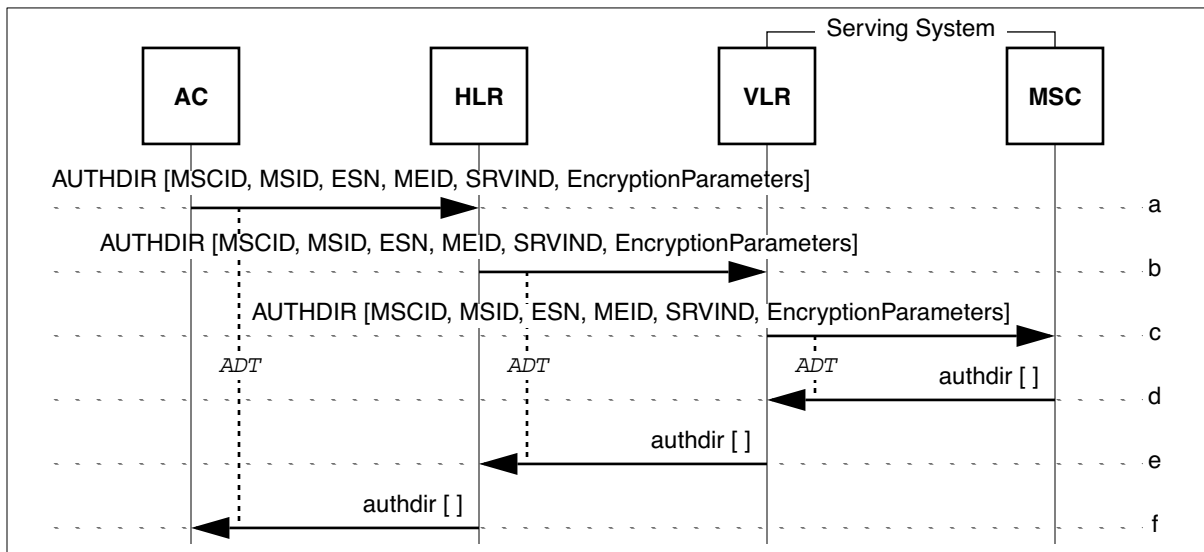 Serving System
AC HLR VLR MSC
AUTHDIR [MSCID, MSID, ESN, MEID, SRVIND, EncryptionParameters]
a
AUTHDIR [MSCID, MSID, ESN, MEID, SRVIND, EncryptionParameters]
b
AUTHDIR [MSCID, MSID, ESN, MEID, SRVIND, EncryptionParameters]
c
ADT ADT ADT
authdir [ ]
d
authdir [ ]
e
authdir [ ]
f